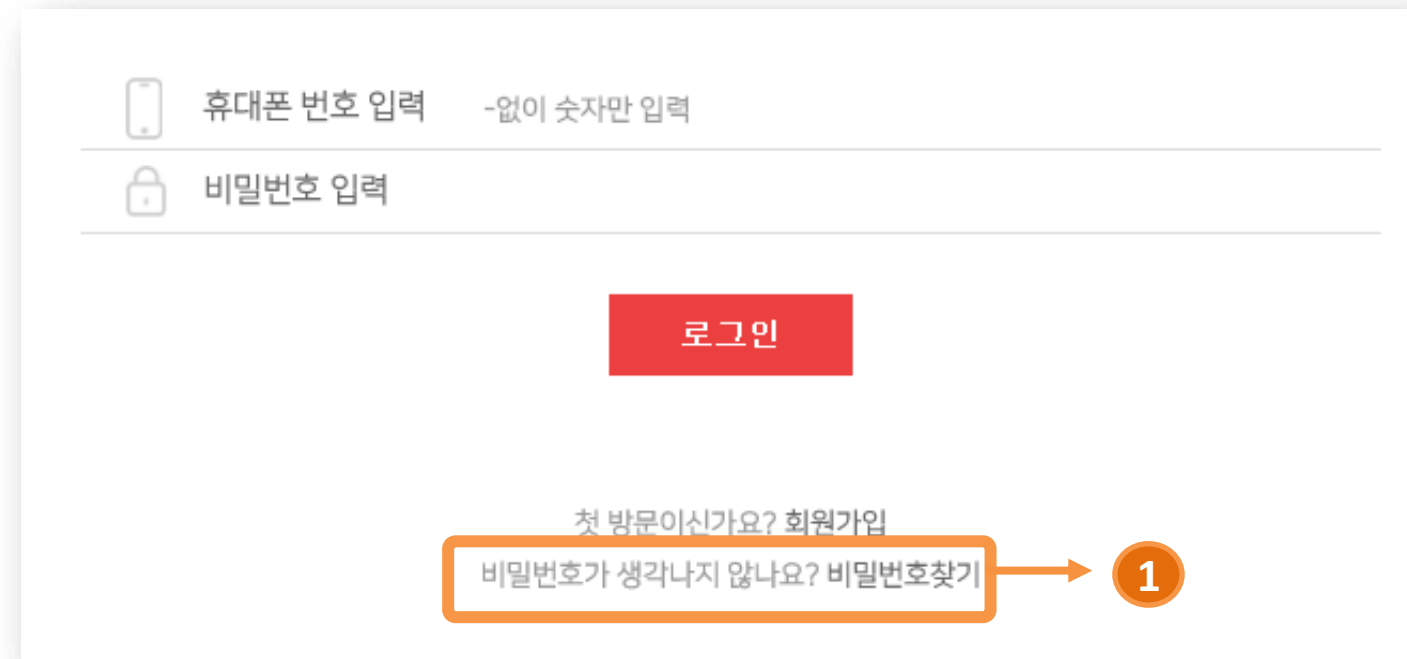 휴대폰 번호 입력 -없이 숫자만 입력
비밀번호 입력
로그인
첫 방문이신가요? 회원가입
비밀번호가 생각나지 않나요? 비밀번호찾기
1